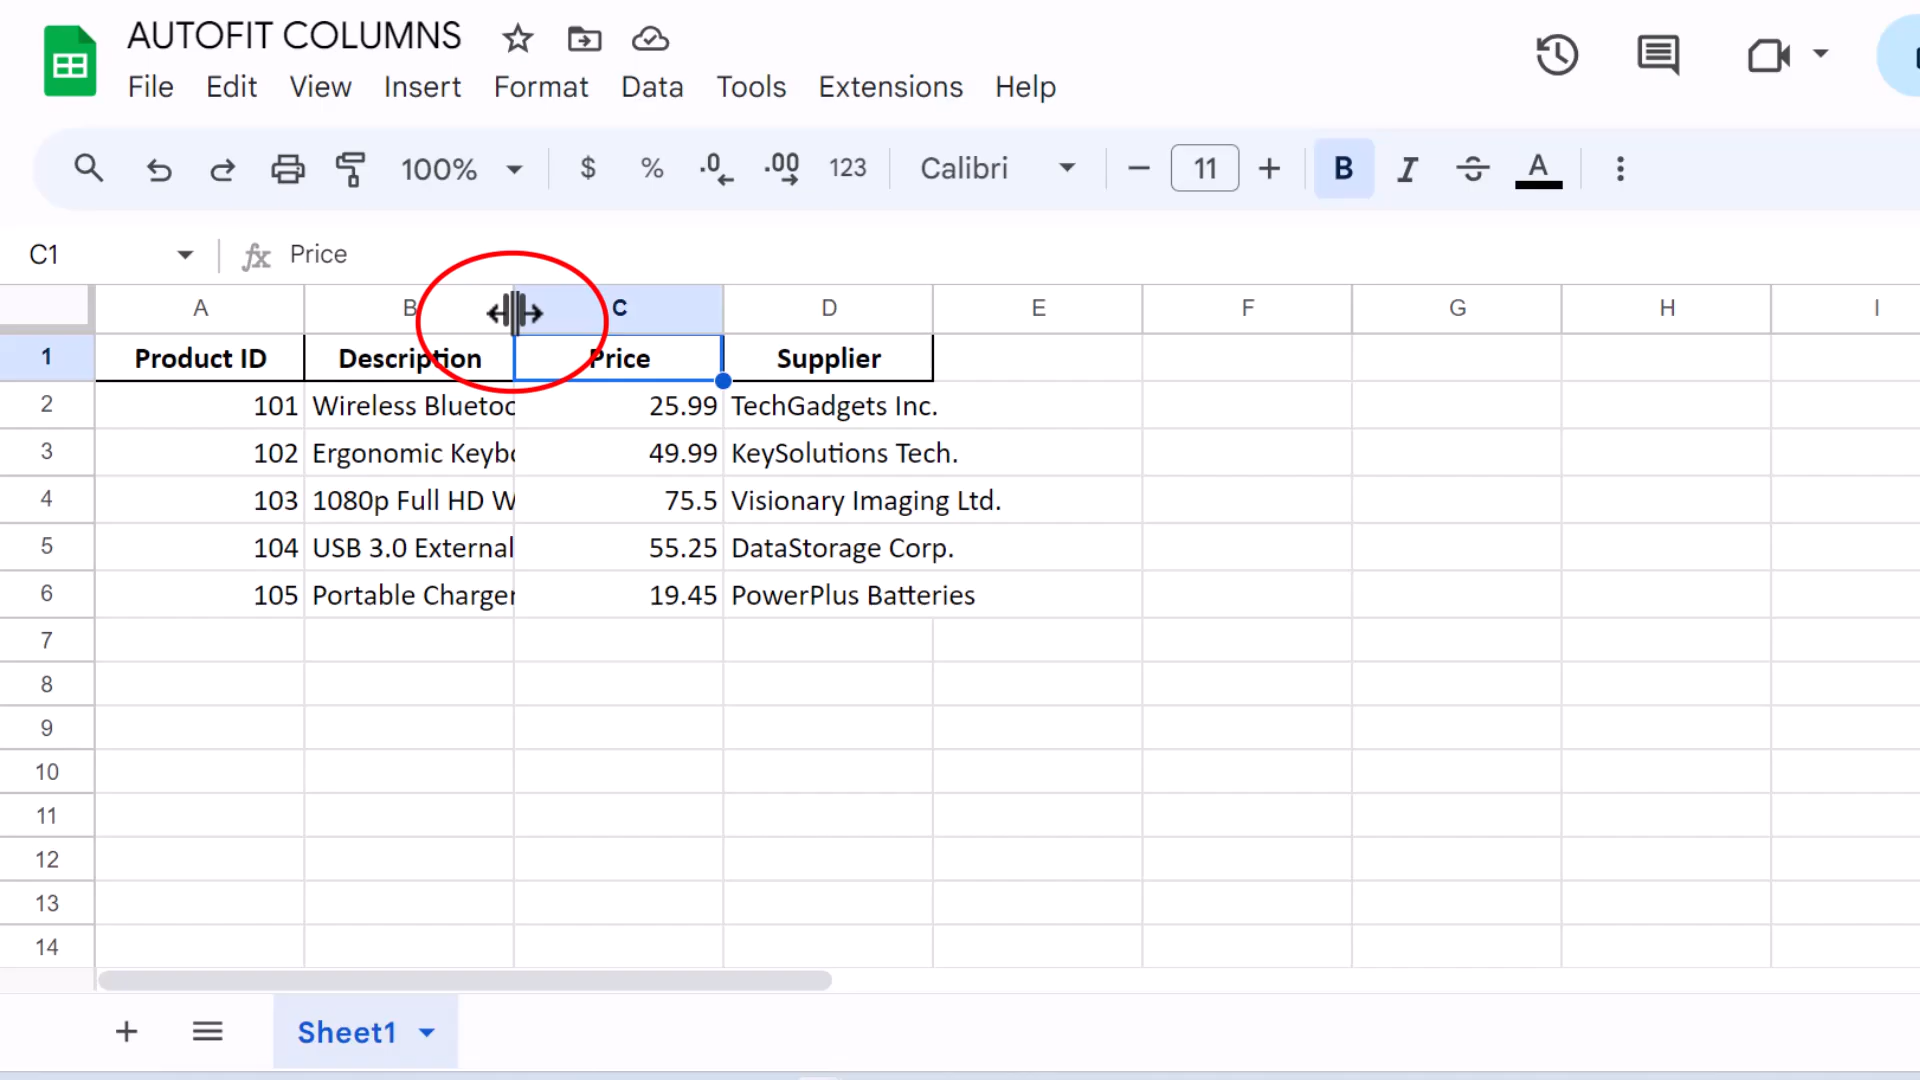 AUTOFIT COLUMNS
File Edit View Insert Format Data Tools Extensions Help
100% $ % .0 .00 123 Calibri 11 B I S A
C1 fx Price
A B C D E F G H I
1 Product ID Description Price Supplier
2 101 Wireless Bluetoo 25.99 TechGadgets Inc.
3 102 Ergonomic Keybo 49.99 KeySolutions Tech.
4 103 1080p Full HD W 75.5 Visionary Imaging Ltd.
5 104 USB 3.0 External 55.25 DataStorage Corp.
6 105 Portable Charger 19.45 PowerPlus Batteries
7
8
9
10
11
12
13
14
Sheet1